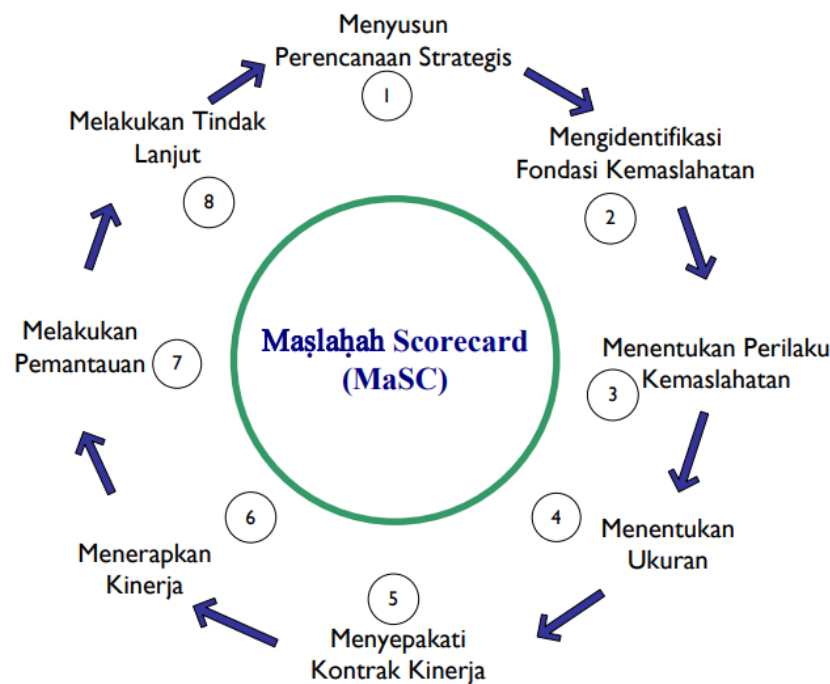 Menyusun
Perencanaan Strategis
1
Mengidentifikasi
Fondasi Kemaslahatan
2
Menentukan Perilaku
Kemaslahatan
3
Menentukan
Ukuran
4
5
Menyepakati
Kontrak Kinerja
6
Menerapkan
Kinerja
Melakukan
Pemantauan
7
Melakukan Tindak
Lanjut
8
Maṣlaḥah Scorecard
(MaSC)